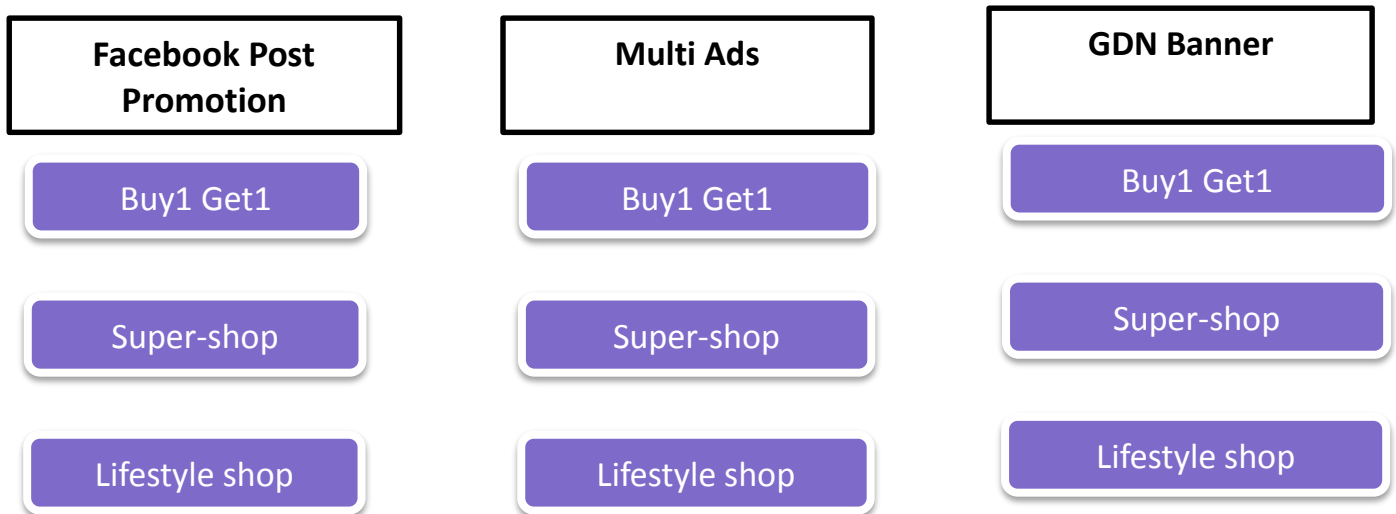 Facebook Post
Promotion
Buy1 Get1
Super-shop
Lifestyle shop
Multi Ads
Buy1 Get1
Super-shop
Lifestyle shop
GDN Banner
Buy1 Get1
Super-shop
Lifestyle shop